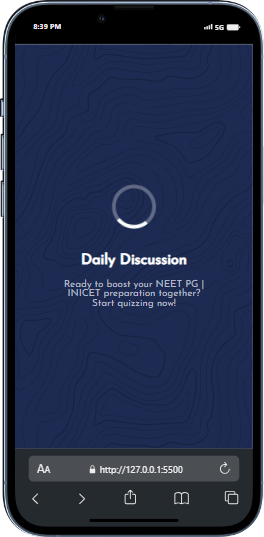 8:39 PM
5G
Daily Discussion
Ready to boost your NEET PG |
INICET preparation together?
Start quizzing now!
AA
http://127.0.0.1:5500